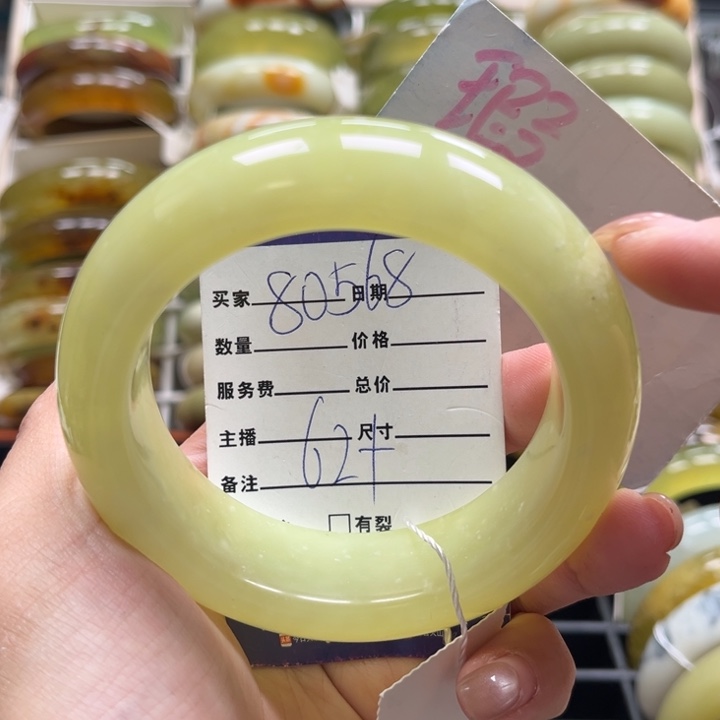 买家 80568 日期
数量 价格
服务费 总价
主播 尺寸
62+
备注
有裂